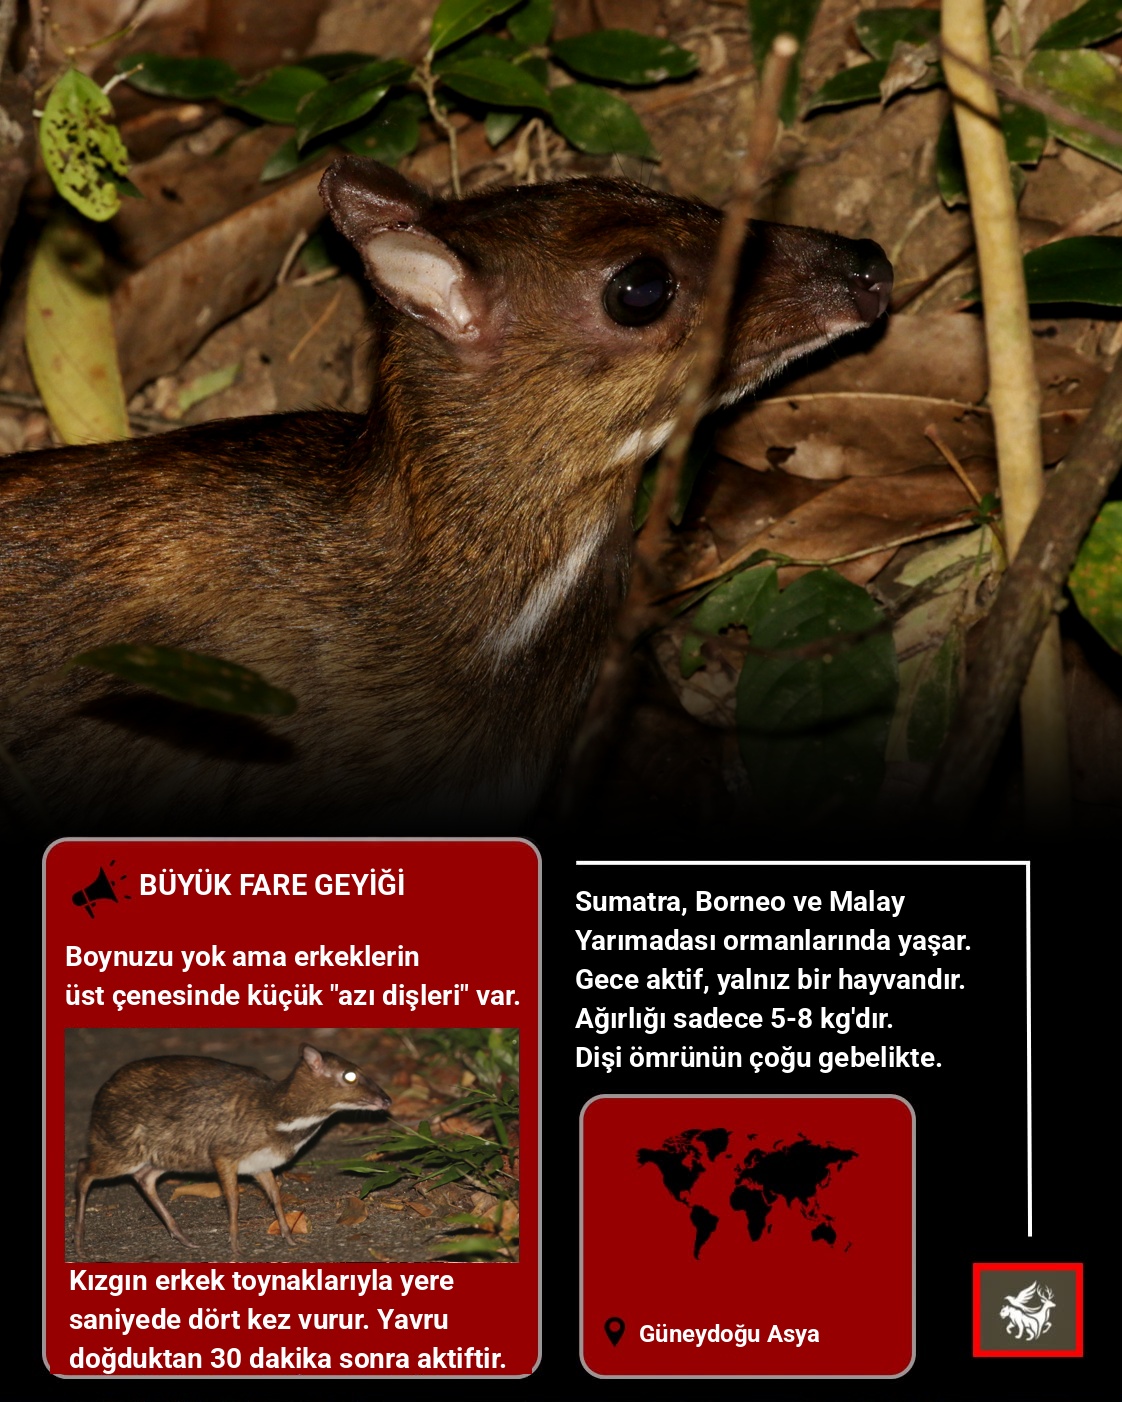 BÜYÜK FARE GEYİĞİ
Boynuzu yok ama erkeklerin
üst çenesinde küçük "azı dişleri" var.
Kızgın erkek toynaklarıyla yere
saniyede dört kez vurur. Yavru
doğduktan 30 dakika sonra aktiftir.
Sumatra, Borneo ve Malay
Yarımadası ormanlarında yaşar.
Gece aktif, yalnız bir hayvandır.
Ağırlığı sadece 5-8 kg'dır.
Dişi ömrünün çoğu gebelikte.
Güneydoğu Asya